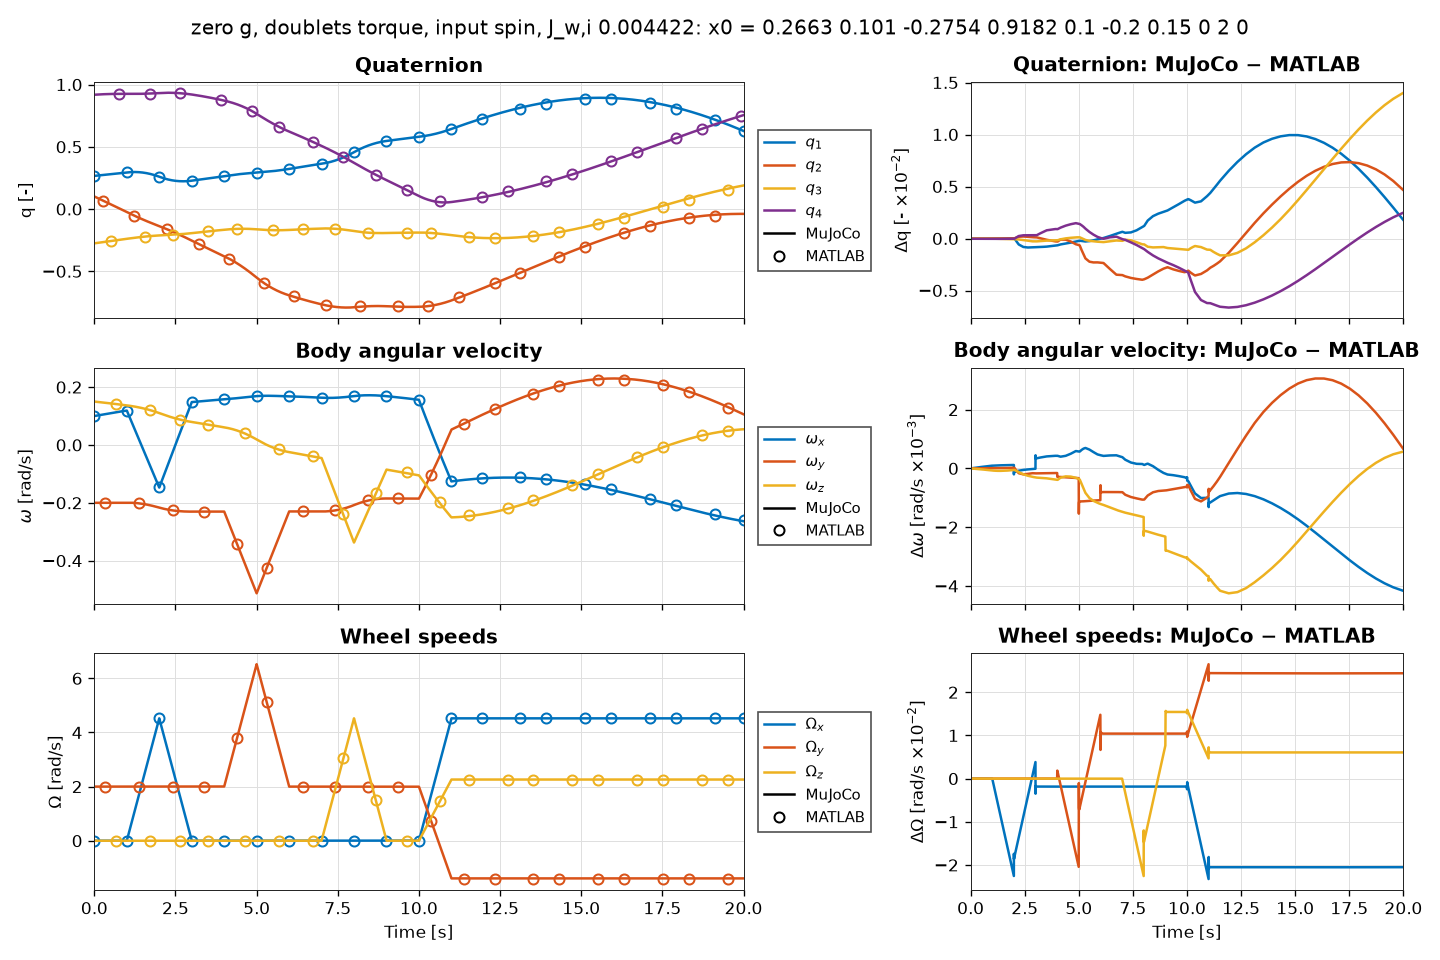 zero g, doublets torque, input spin, J_w,i 0.004422: x0 = 0.2663 0.101 -0.2754 0.9182 0.1 -0.2 0.15 0 2 0
Quaternion
q [-]
1.0
0.5
0.0
−0.5
q₁
q₂
q₃
q₄
MuJoCo
MATLAB
Quaternion: MuJoCo − MATLAB
Δq [- ×10⁻²]
1.5
1.0
0.5
0.0
−0.5
Body angular velocity
ω [rad/s]
0.2
0.0
−0.2
−0.4
ωₓ
ω_y
ω_z
MuJoCo
MATLAB
Body angular velocity: MuJoCo − MATLAB
Δω [rad/s ×10⁻³]
2
0
−2
−4
Wheel speeds
Ω [rad/s]
6
4
2
0
0.0 2.5 5.0 7.5 10.0 12.5 15.0 17.5 20.0
Time [s]
Ωₓ
Ω_y
Ω_z
MuJoCo
MATLAB
Wheel speeds: MuJoCo − MATLAB
ΔΩ [rad/s ×10⁻²]
2
1
0
−1
−2
0.0 2.5 5.0 7.5 10.0 12.5 15.0 17.5 20.0
Time [s]